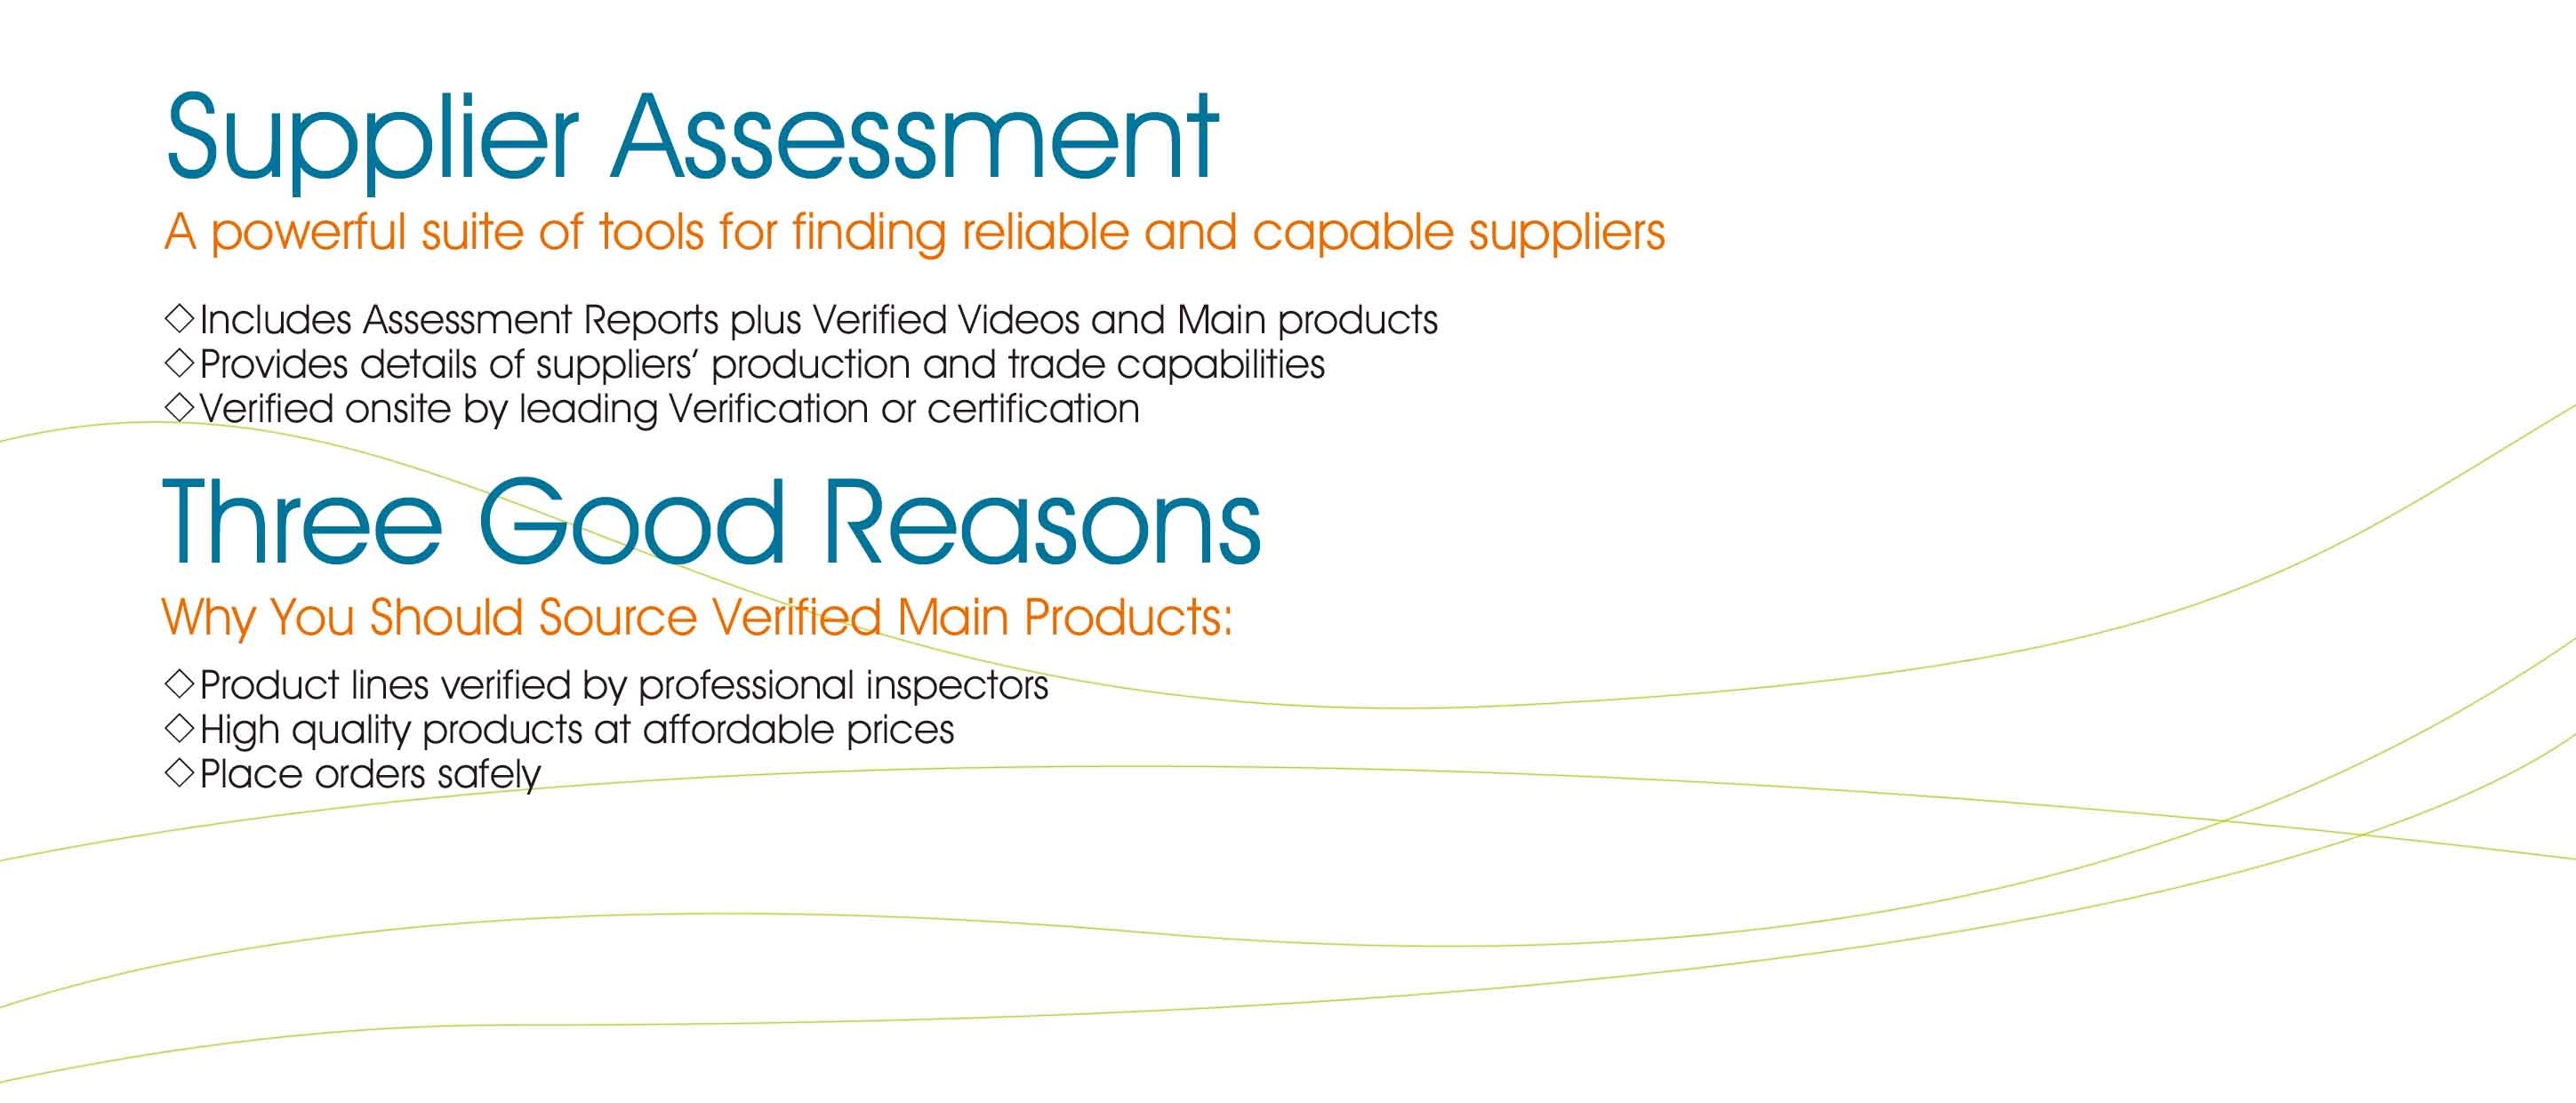 Supplier Assessment
A powerful suite of tools for finding reliable and capable suppliers
◇Includes Assessment Reports plus Verified Videos and Main products
◇Provides details of suppliers’ production and trade capabilities
◇Verified onsite by leading Verification or certification
Three Good Reasons
Why You Should Source Verified Main Products:
◇Product lines verified by professional inspectors
◇High quality products at affordable prices
◇Place orders safely